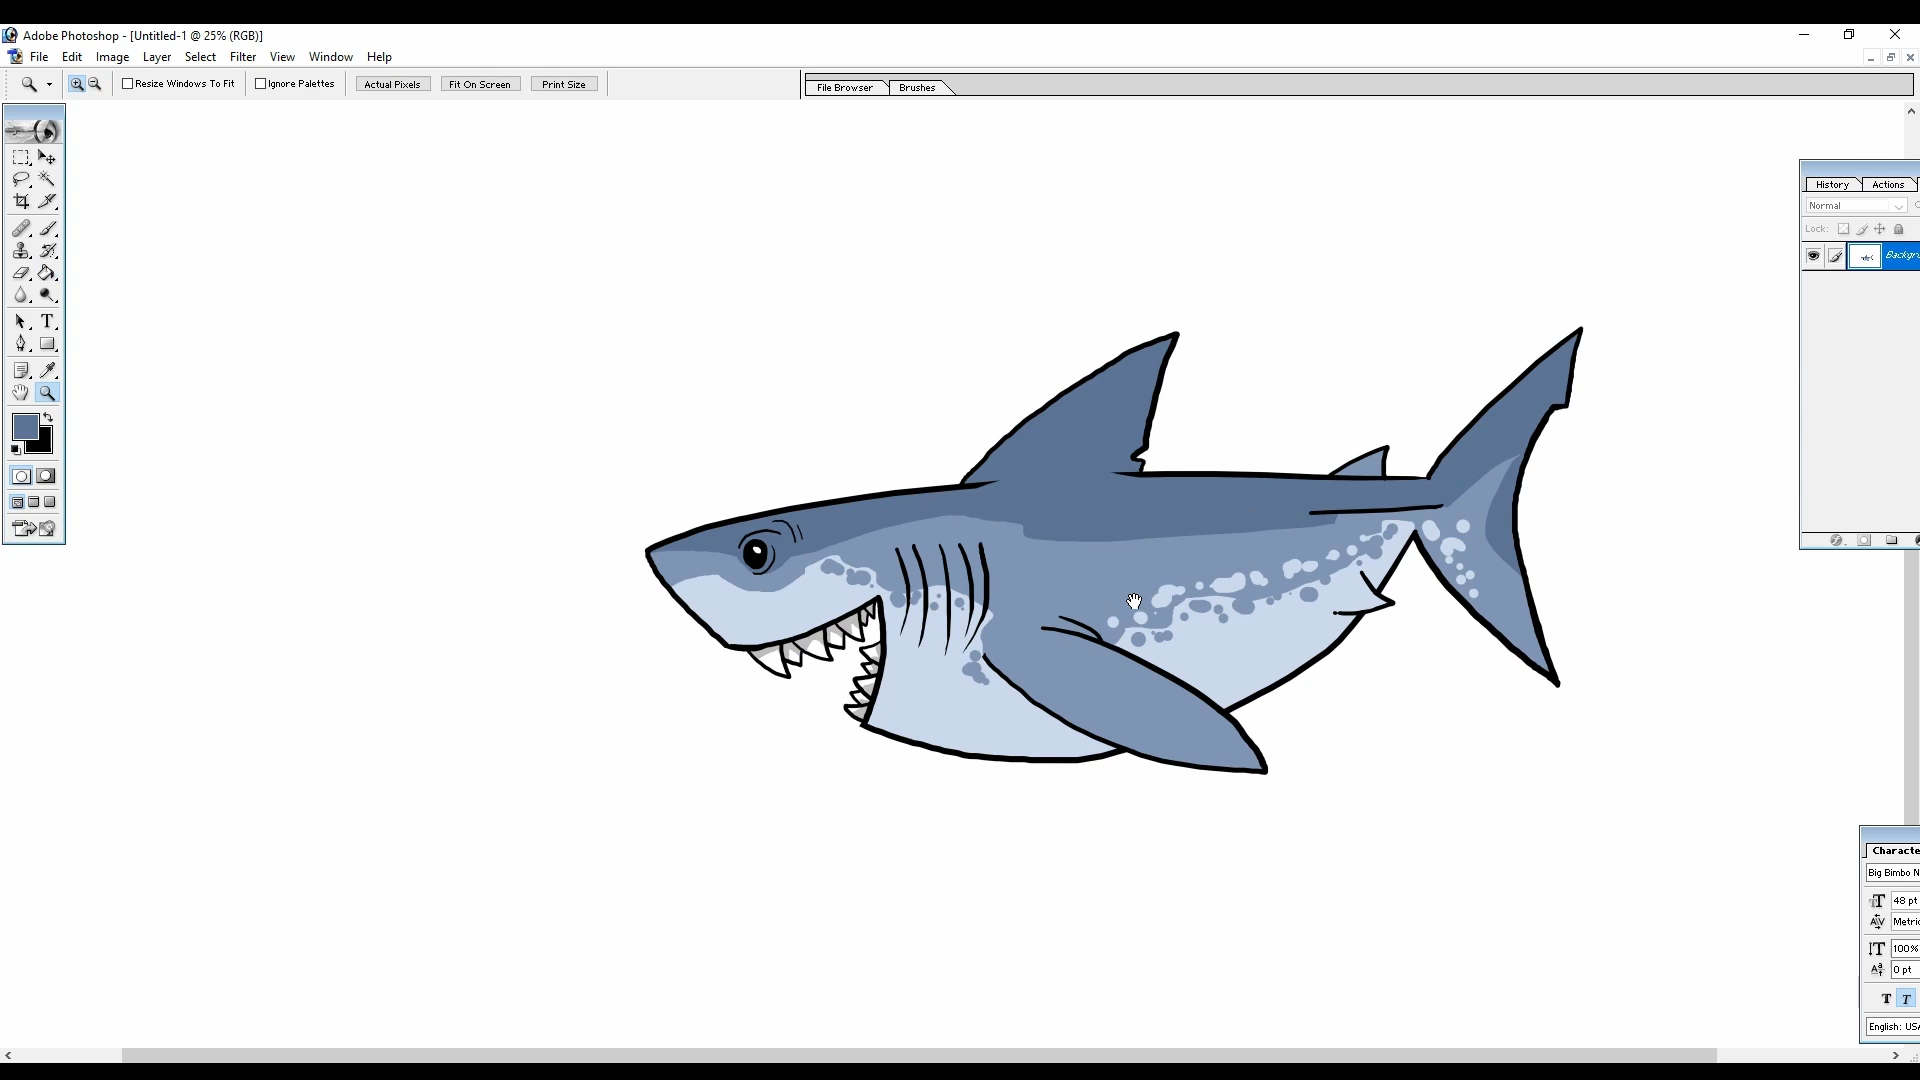 Adobe Photoshop - [Untitled-1 @ 25% (RGB)]
File Edit Image Layer Select Filter View Window Help
Resize Windows To Fit Ignore Palettes Actual Pixels Fit On Screen Print Size File Browser Brushes
History Actions
Normal
Lock:
Backgr
Characte
Big Bimbo N
48 pt
Metric
100%
0 pt
T T
English: USA